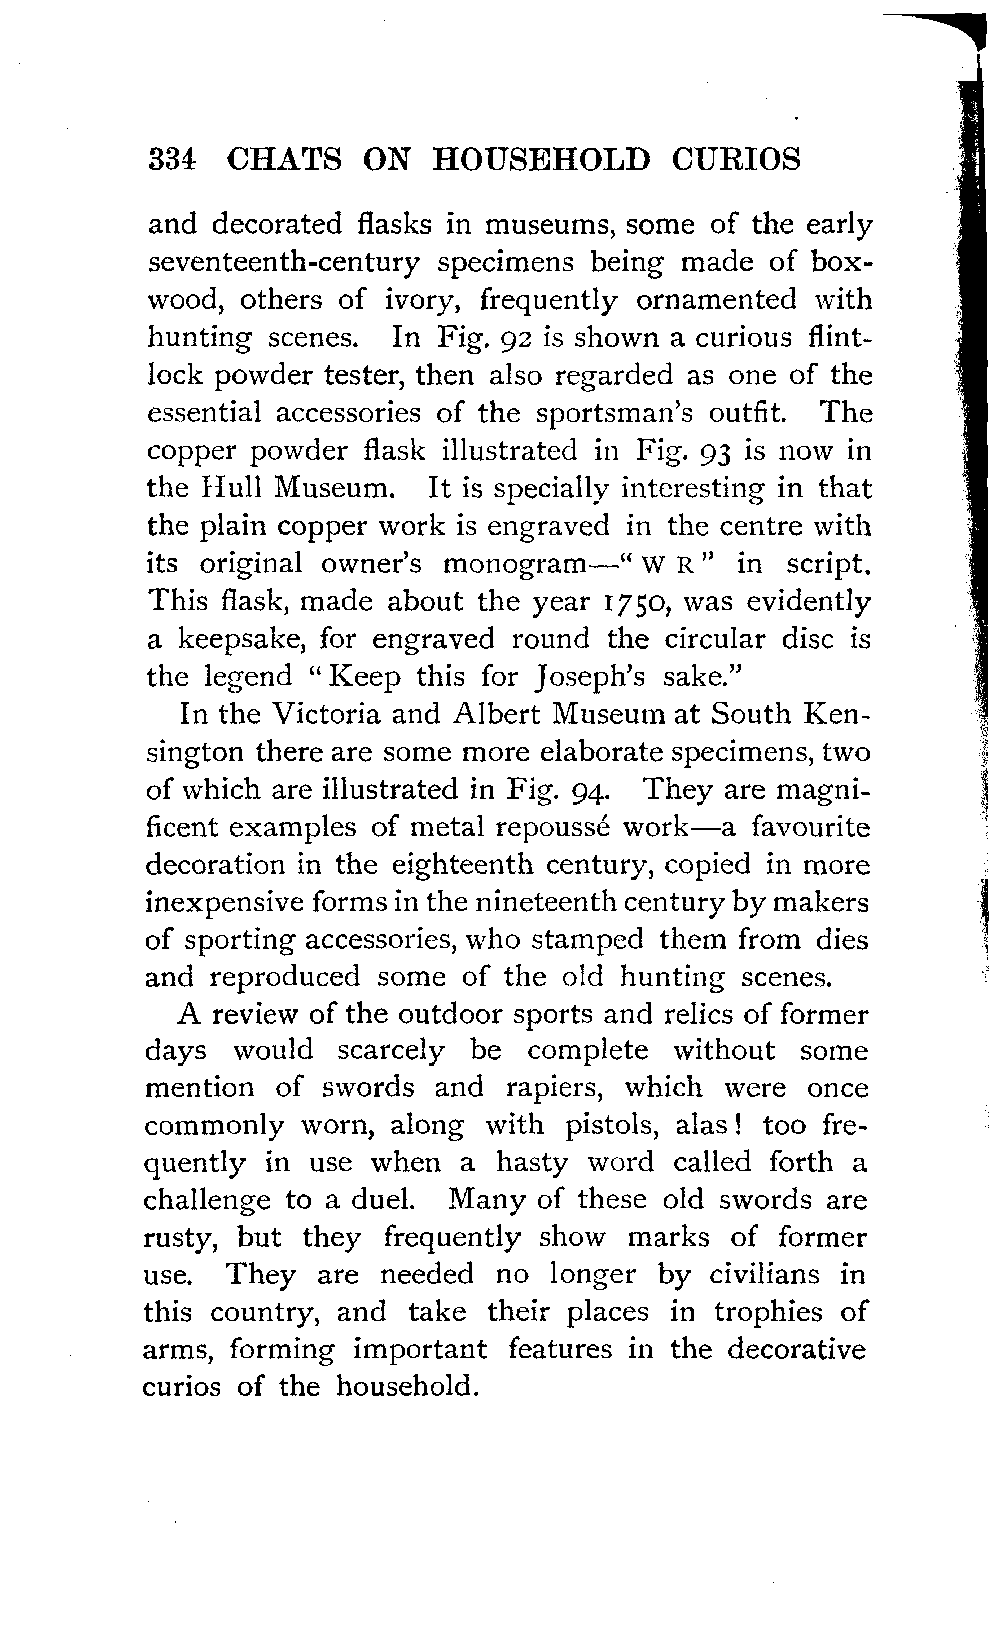 334 CHATS ON HOUSEHOLD CURIOS
and decorated flasks in museums, some of the early
seventeenth-century specimens being made of box-
wood, others of ivory, frequently ornamented with
hunting scenes. In Fig. 92 is shown a curious flint-
lock powder tester, then also regarded as one of the
essential accessories of the sportsman's outfit. The
copper powder flask illustrated in Fig. 93 is now in
the Hull Museum. It is specially interesting in that
the plain copper work is engraved in the centre with
its original owner's monogram—“ W R ” in script.
This flask, made about the year 1750, was evidently
a keepsake, for engraved round the circular disc is
the legend “ Keep this for Joseph's sake.”
In the Victoria and Albert Museum at South Ken-
sington there are some more elaborate specimens, two
of which are illustrated in Fig. 94. They are magni-
ficent examples of metal repoussé work—a favourite
decoration in the eighteenth century, copied in more
inexpensive forms in the nineteenth century by makers
of sporting accessories, who stamped them from dies
and reproduced some of the old hunting scenes.
A review of the outdoor sports and relics of former
days would scarcely be complete without some
mention of swords and rapiers, which were once
commonly worn, along with pistols, alas! too fre-
quently in use when a hasty word called forth a
challenge to a duel. Many of these old swords are
rusty, but they frequently show marks of former
use. They are needed no longer by civilians in
this country, and take their places in trophies of
arms, forming important features in the decorative
curios of the household.